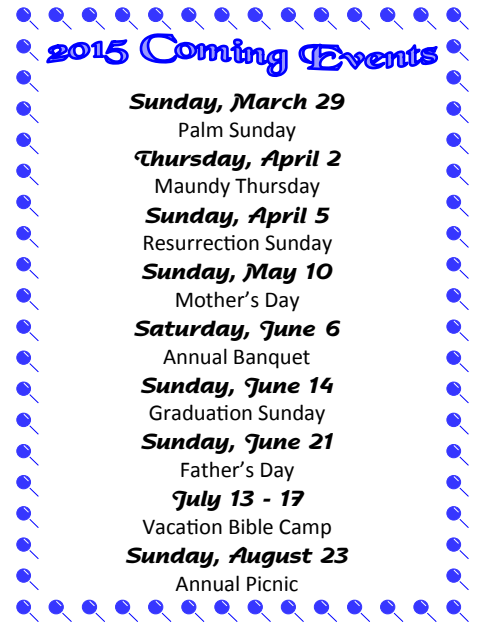 2015 Coming Events
Sunday, March 29
Palm Sunday
Thursday, April 2
Maundy Thursday
Sunday, April 5
Resurrection Sunday
Sunday, May 10
Mother's Day
Saturday, June 6
Annual Banquet
Sunday, June 14
Graduation Sunday
Sunday, June 21
Father's Day
July 13 - 17
Vacation Bible Camp
Sunday, August 23
Annual Picnic